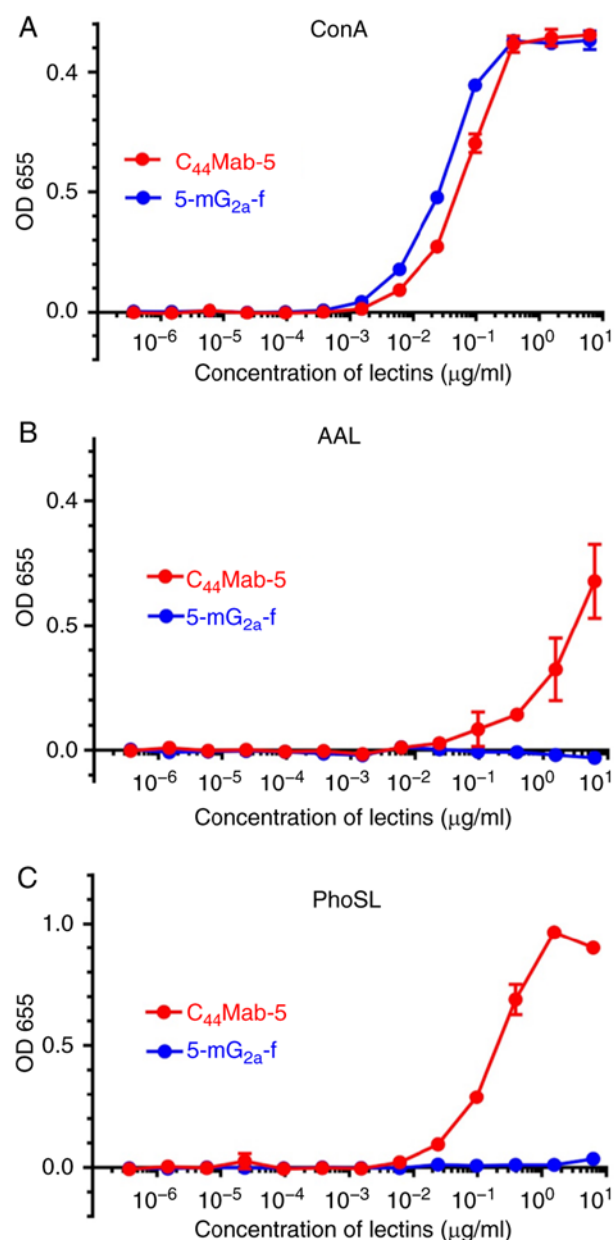 A
ConA
0.4
0.5
0.0
OD 655
C₄₄Mab-5
5-mG₂ₐ-f
10⁻⁶ 10⁻⁵ 10⁻⁴ 10⁻³ 10⁻² 10⁻¹ 10⁰ 10¹
Concentration of lectins (μg/ml)
B
AAL
0.4
0.5
0.0
OD 655
C₄₄Mab-5
5-mG₂ₐ-f
10⁻⁶ 10⁻⁵ 10⁻⁴ 10⁻³ 10⁻² 10⁻¹ 10⁰ 10¹
Concentration of lectins (μg/ml)
C
PhoSL
1.0
0.5
0.0
OD 655
C₄₄Mab-5
5-mG₂ₐ-f
10⁻⁶ 10⁻⁵ 10⁻⁴ 10⁻³ 10⁻² 10⁻¹ 10⁰ 10¹
Concentration of lectins (μg/ml)